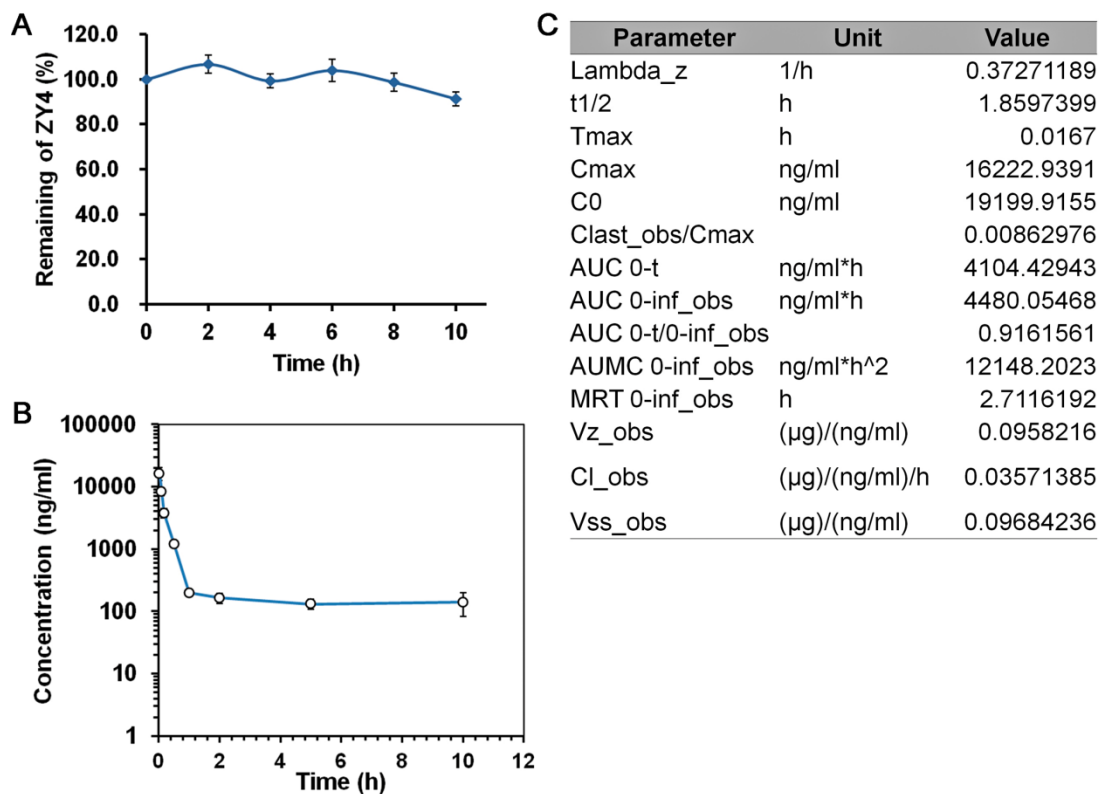 A
120.0
100.0
80.0
60.0
40.0
20.0
0.0
Remaining of ZY4 (%)
0 2 4 6 8 10
Time (h)
B
100000
10000
1000
100
10
1
Concentration (ng/ml)
0 2 4 6 8 10 12
Time (h)
C
Parameter Unit Value
Lambda_z 1/h 0.37271189
t1/2 h 1.8597399
Tmax h 0.0167
Cmax ng/ml 16222.9391
C0 ng/ml 19199.9155
Clast_obs/Cmax 0.00862976
AUC 0-t ng/ml*h 4104.42943
AUC 0-inf_obs ng/ml*h 4480.05468
AUC 0-t/0-inf_obs 0.9161561
AUMC 0-inf_obs ng/ml*h^2 12148.2023
MRT 0-inf_obs h 2.7116192
Vz_obs (µg)/(ng/ml) 0.0958216
Cl_obs (µg)/(ng/ml)/h 0.03571385
Vss_obs (µg)/(ng/ml) 0.09684236